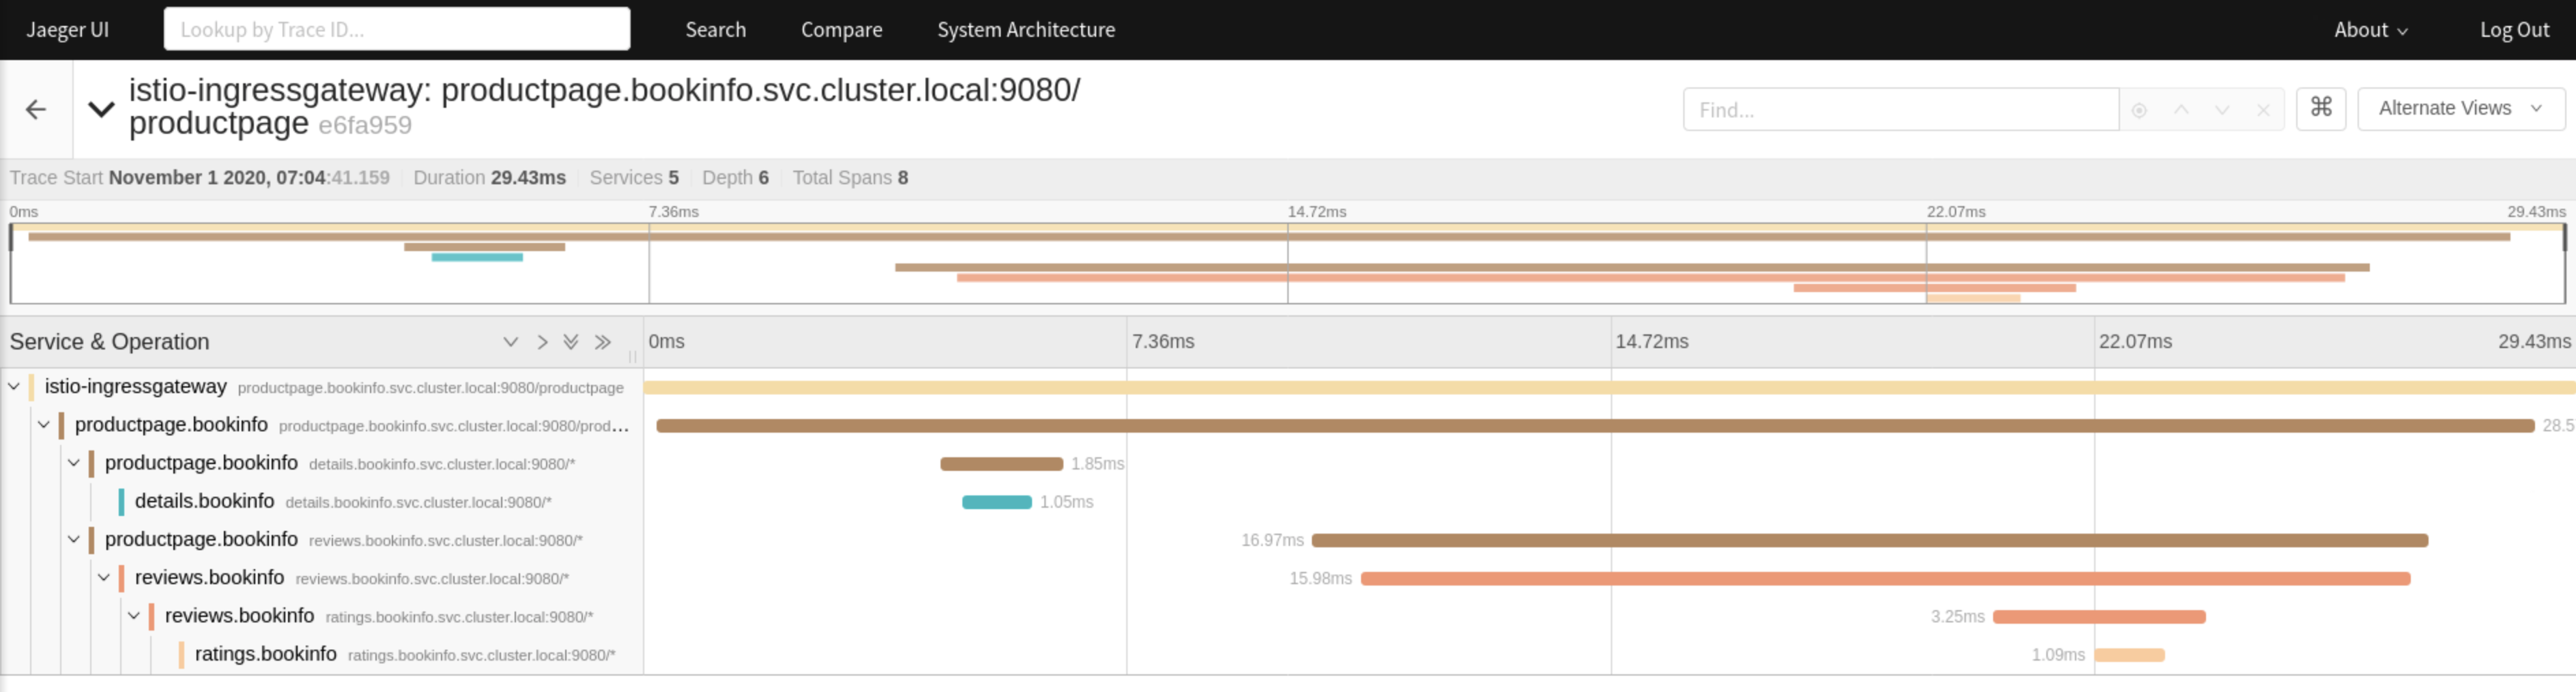 Jaeger UI Lookup by Trace ID... Search Compare System Architecture About Log Out
istio-ingressgateway: productpage.bookinfo.svc.cluster.local:9080/
productpage e6fa959
Find... ⌘ Alternate Views
Trace Start November 1 2020, 07:04:41.159 Duration 29.43ms Services 5 Depth 6 Total Spans 8
0ms 7.36ms 14.72ms 22.07ms 29.43ms
Service & Operation 0ms 7.36ms 14.72ms 22.07ms 29.43ms
istio-ingressgateway productpage.bookinfo.svc.cluster.local:9080/productpage
productpage.bookinfo productpage.bookinfo.svc.cluster.local:9080/prod... 28.5
productpage.bookinfo details.bookinfo.svc.cluster.local:9080/* 1.85ms
details.bookinfo details.bookinfo.svc.cluster.local:9080/* 1.05ms
productpage.bookinfo reviews.bookinfo.svc.cluster.local:9080/* 16.97ms
reviews.bookinfo reviews.bookinfo.svc.cluster.local:9080/* 15.98ms
reviews.bookinfo ratings.bookinfo.svc.cluster.local:9080/* 3.25ms
ratings.bookinfo ratings.bookinfo.svc.cluster.local:9080/* 1.09ms